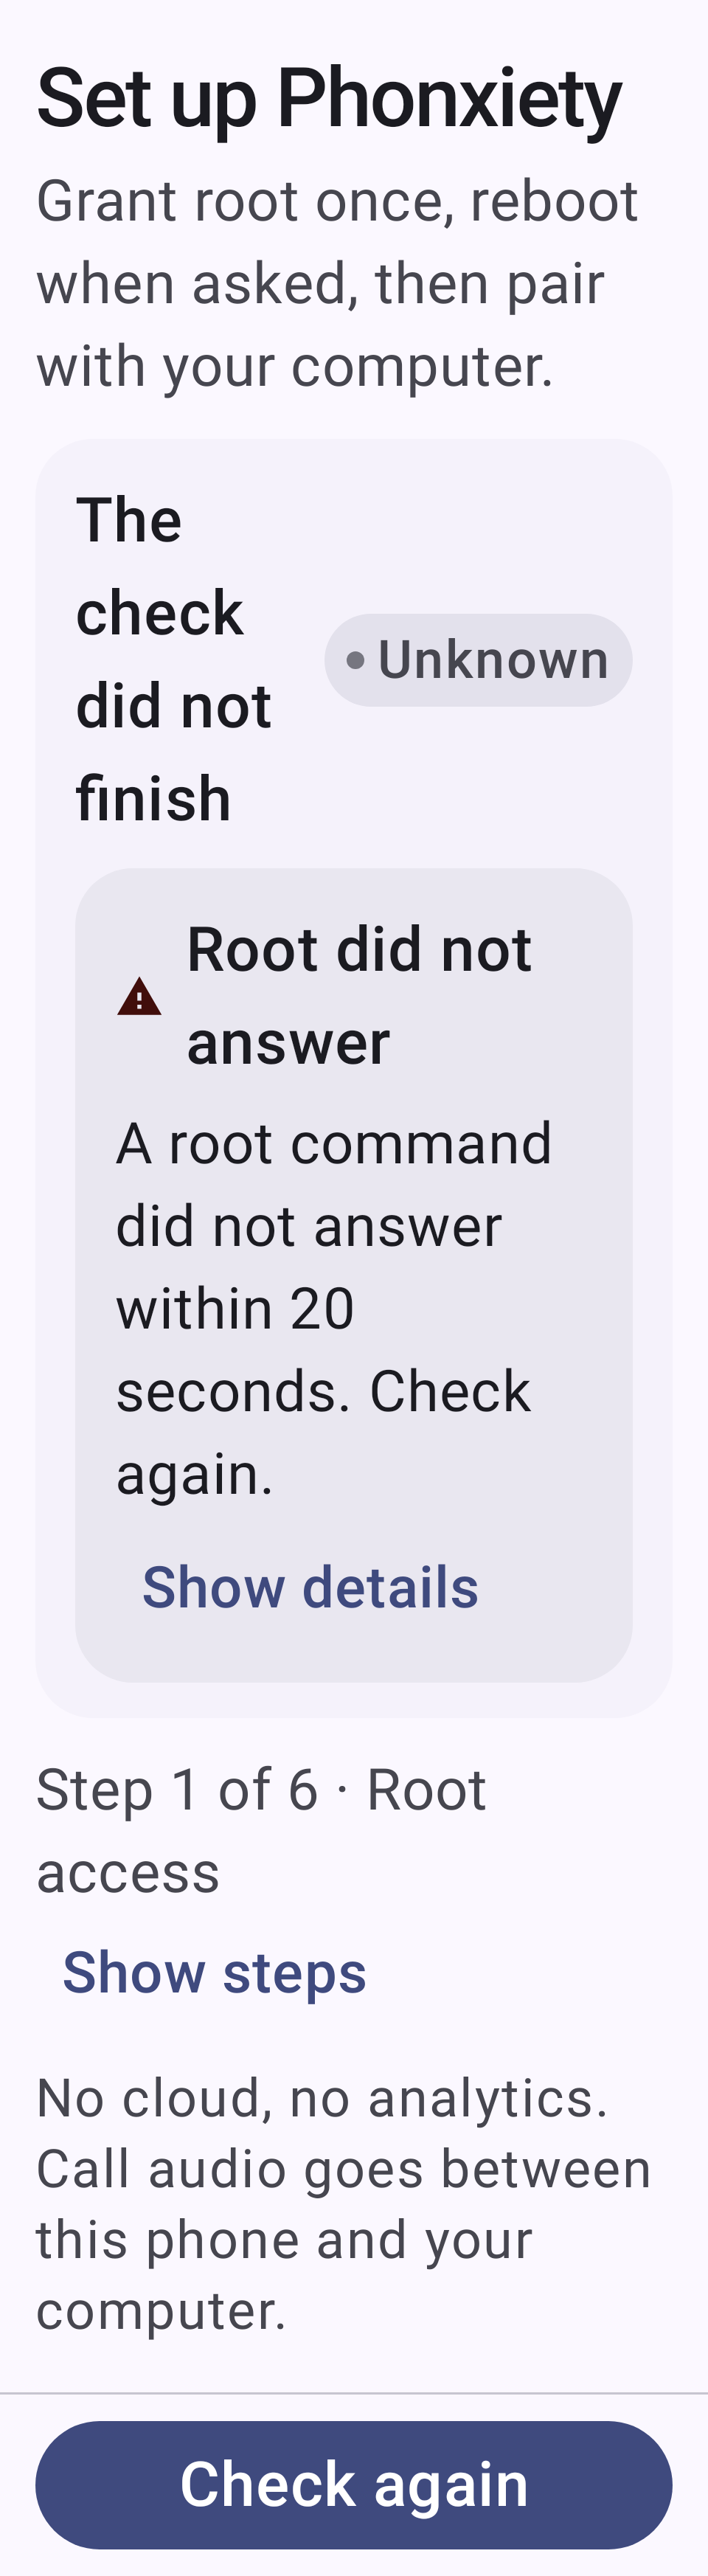 Set up Phonxiety
Grant root once, reboot
when asked, then pair
with your computer.
The
check
did not
finish
Unknown
Root did not
answer
A root command
did not answer
within 20
seconds. Check
again.
Show details
Step 1 of 6 · Root
access
Show steps
No cloud, no analytics.
Call audio goes between
this phone and your
computer.
Check again